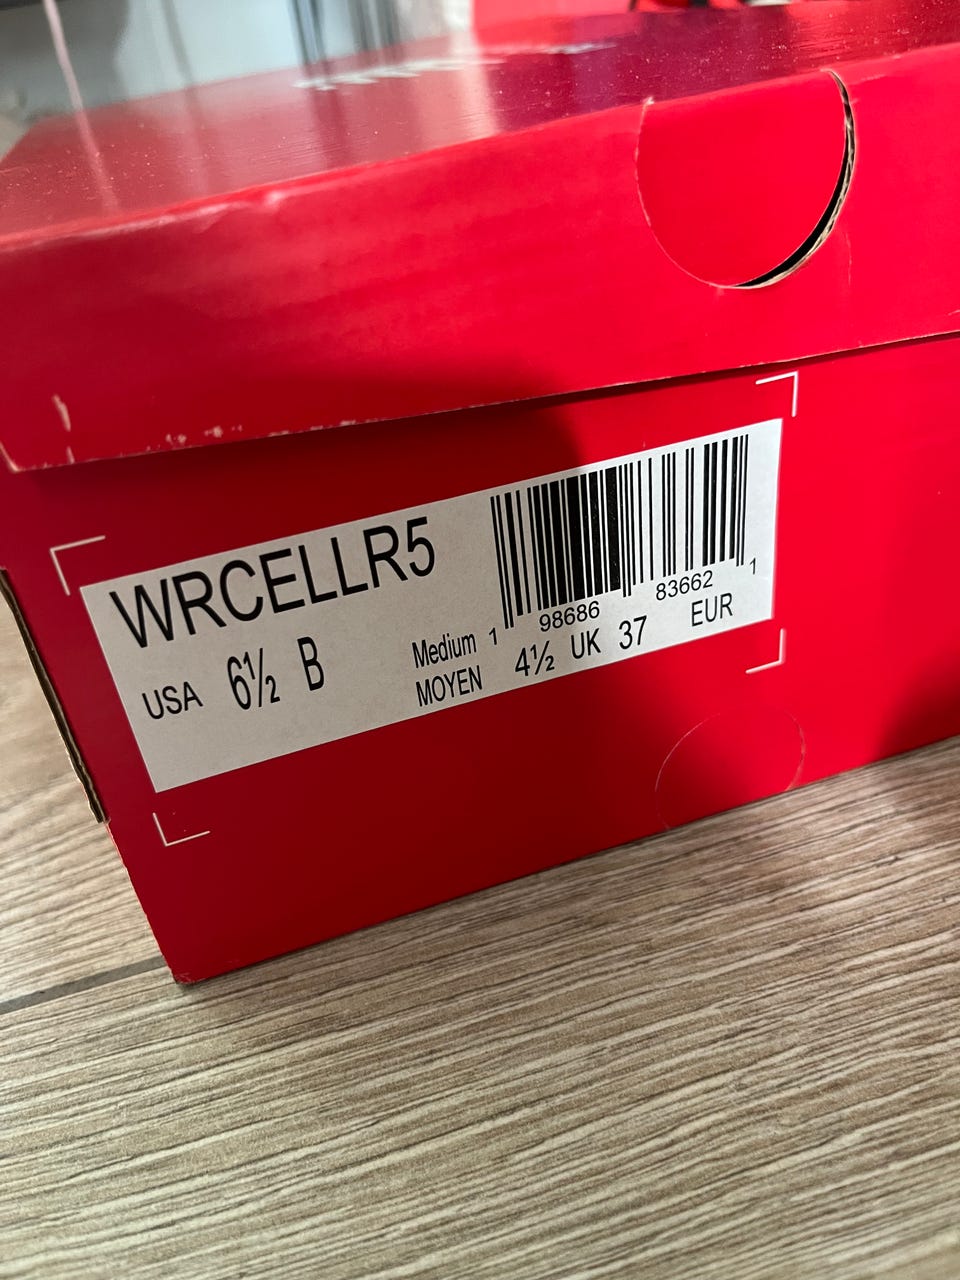 WRCELLR5
USA 6½ B
Medium
MOYEN
1 98686 83662 1
4½ UK 37 EUR